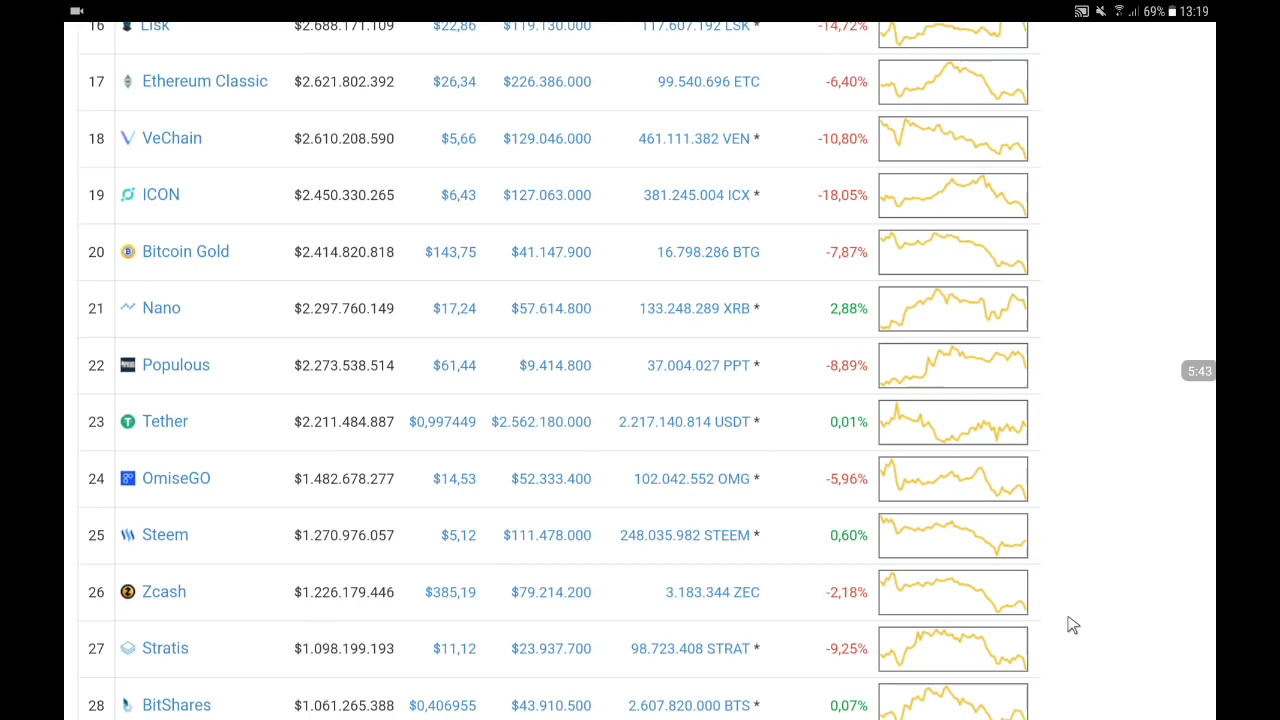 69% 13:19
16 Lisk $2.688.171.109 $22,86 $119.130.000 117.607.192 LSK * -14,72%
17 Ethereum Classic $2.621.802.392 $26,34 $226.386.000 99.540.696 ETC -6,40%
18 VeChain $2.610.208.590 $5,66 $129.046.000 461.111.382 VEN * -10,80%
19 ICON $2.450.330.265 $6,43 $127.063.000 381.245.004 ICX * -18,05%
20 Bitcoin Gold $2.414.820.818 $143,75 $41.147.900 16.798.286 BTG -7,87%
21 Nano $2.297.760.149 $17,24 $57.614.800 133.248.289 XRB * 2,88%
22 Populous $2.273.538.514 $61,44 $9.414.800 37.004.027 PPT * -8,89%
5:43
23 Tether $2.211.484.887 $0,997449 $2.562.180.000 2.217.140.814 USDT * 0,01%
24 OmiseGO $1.482.678.277 $14,53 $52.333.400 102.042.552 OMG * -5,96%
25 Steem $1.270.976.057 $5,12 $111.478.000 248.035.982 STEEM * 0,60%
26 Zcash $1.226.179.446 $385,19 $79.214.200 3.183.344 ZEC -2,18%
27 Stratis $1.098.199.193 $11,12 $23.937.700 98.723.408 STRAT * -9,25%
28 BitShares $1.061.265.388 $0,406955 $43.910.500 2.607.820.000 BTS * 0,07%